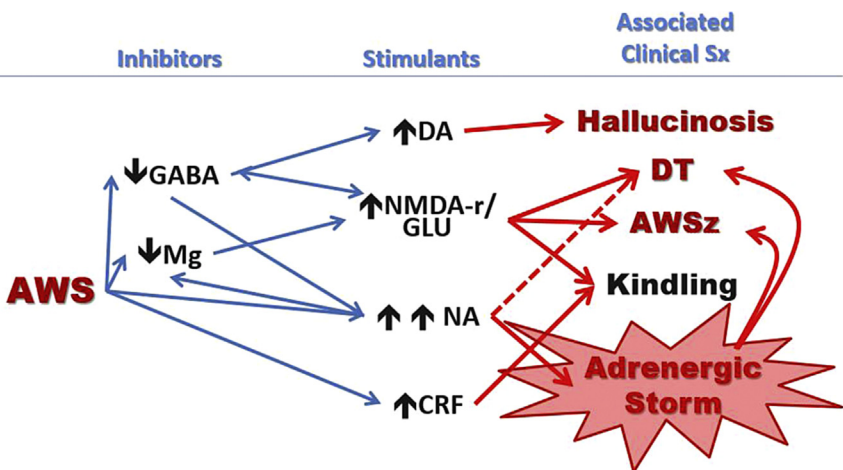 Inhibitors
Stimulants
Associated
Clinical Sx
↑DA
Hallucinosis
↓GABA
DT
↑NMDA-r/
GLU
AWSz
↓Mg
Kindling
AWS
↑ ↑ NA
Adrenergic
Storm
↑CRF